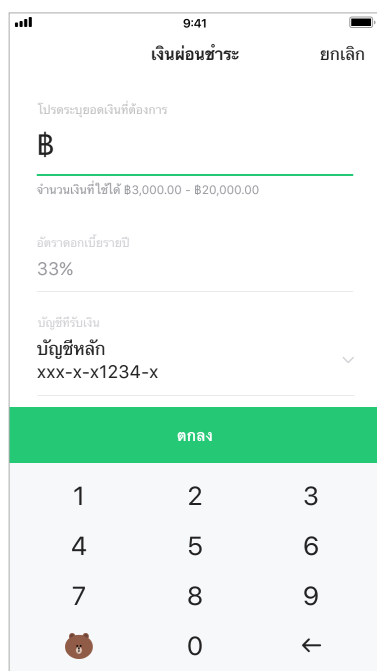 9:41
เงินผ่อนชำระ ยกเลิก
โปรดระบุยอดเงินที่ต้องการ
฿
จำนวนเงินที่ใช้ได้ ฿3,000.00 - ฿20,000.00
อัตราดอกเบี้ยรายปี
33%
บัญชีที่รับเงิน
บัญชีหลัก
xxx-x-x1234-x
ตกลง
1 2 3
4 5 6
7 8 9
0